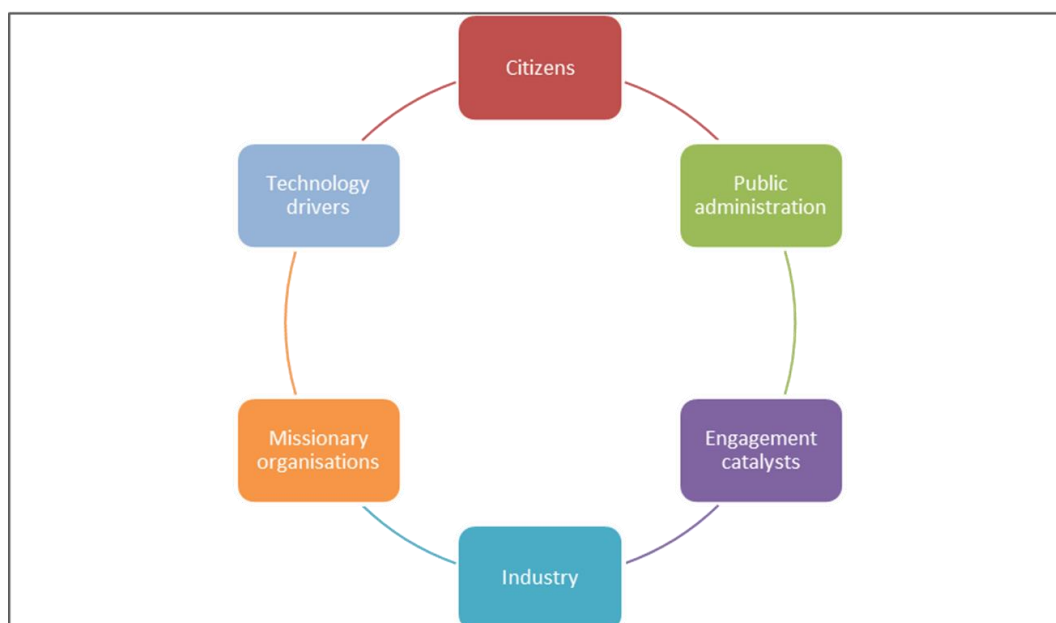 Citizens
Technology
drivers
Public
administration
Missionary
organisations
Engagement
catalysts
Industry